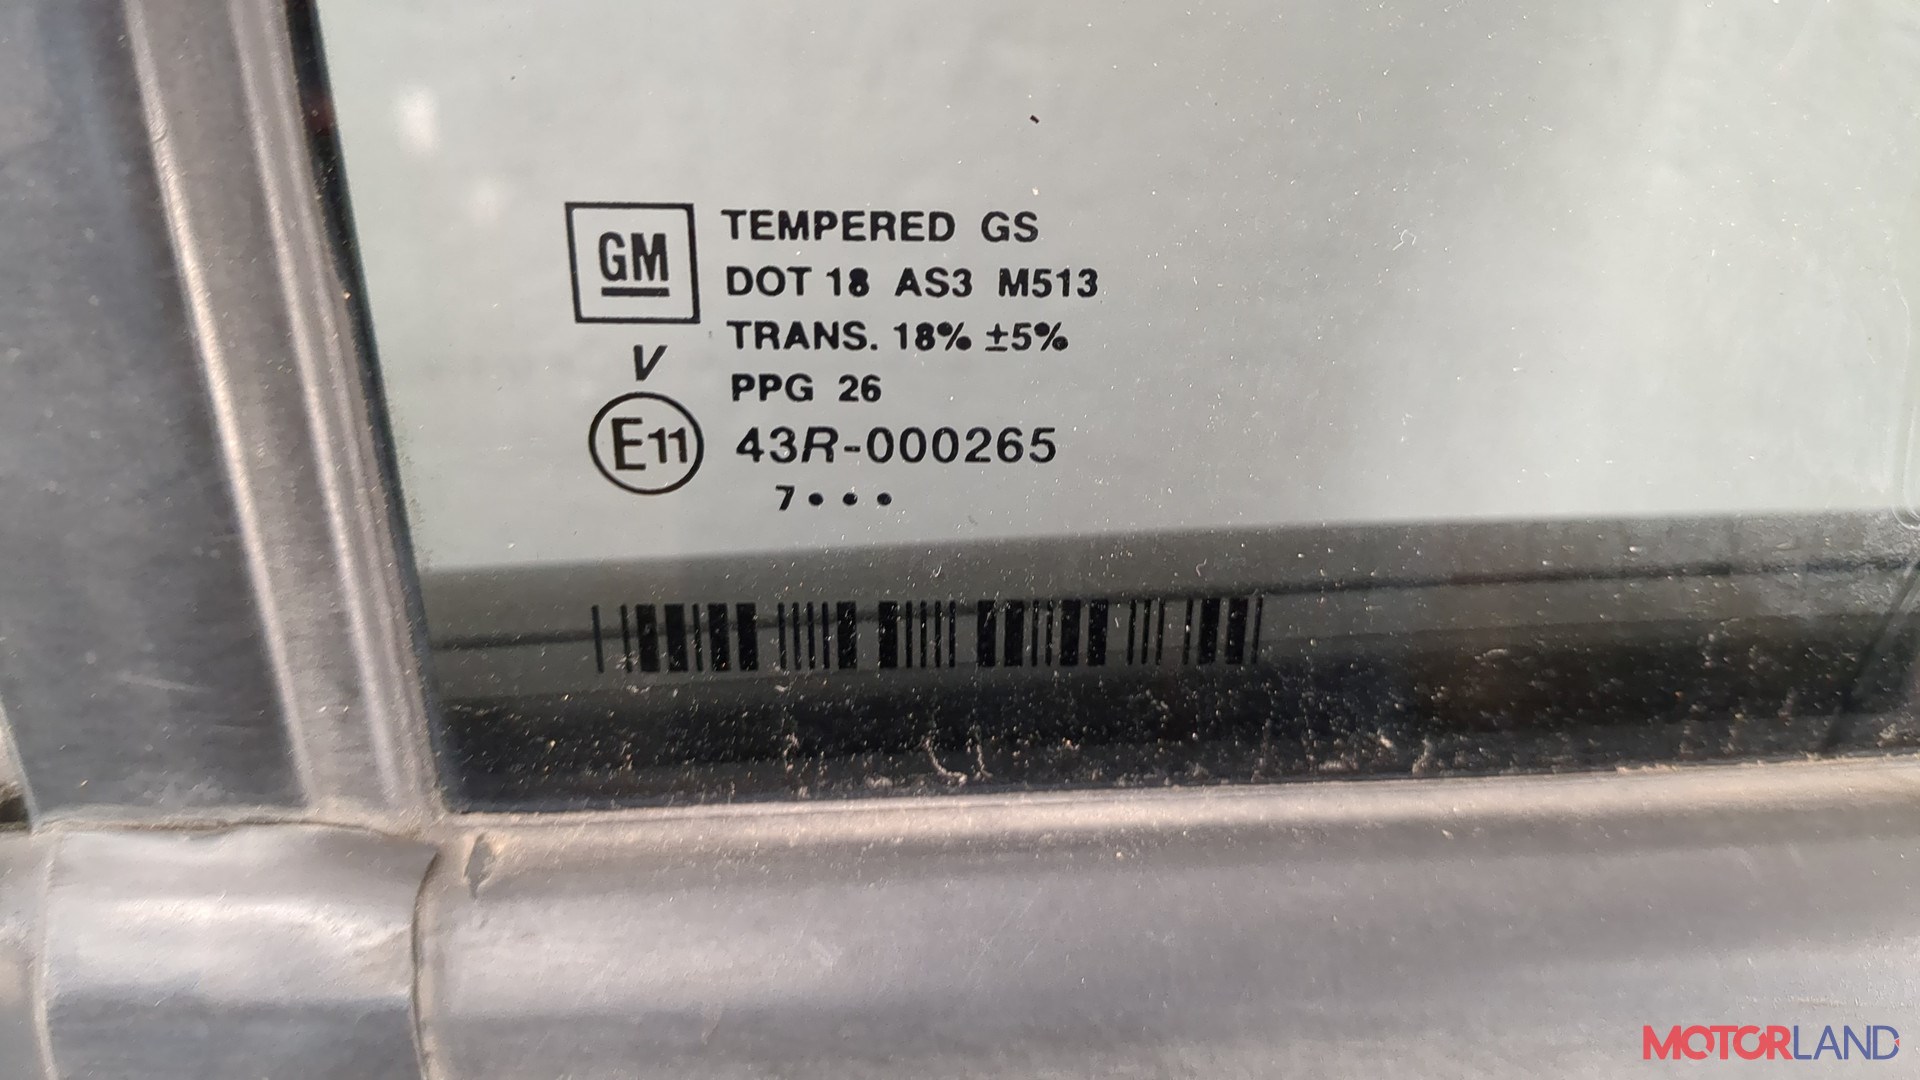 GM
TEMPERED GS
DOT 18 AS3 M513
TRANS. 18% ±5%
V
PPG 26
E11 43R-000265
7•••
MOTORLAND